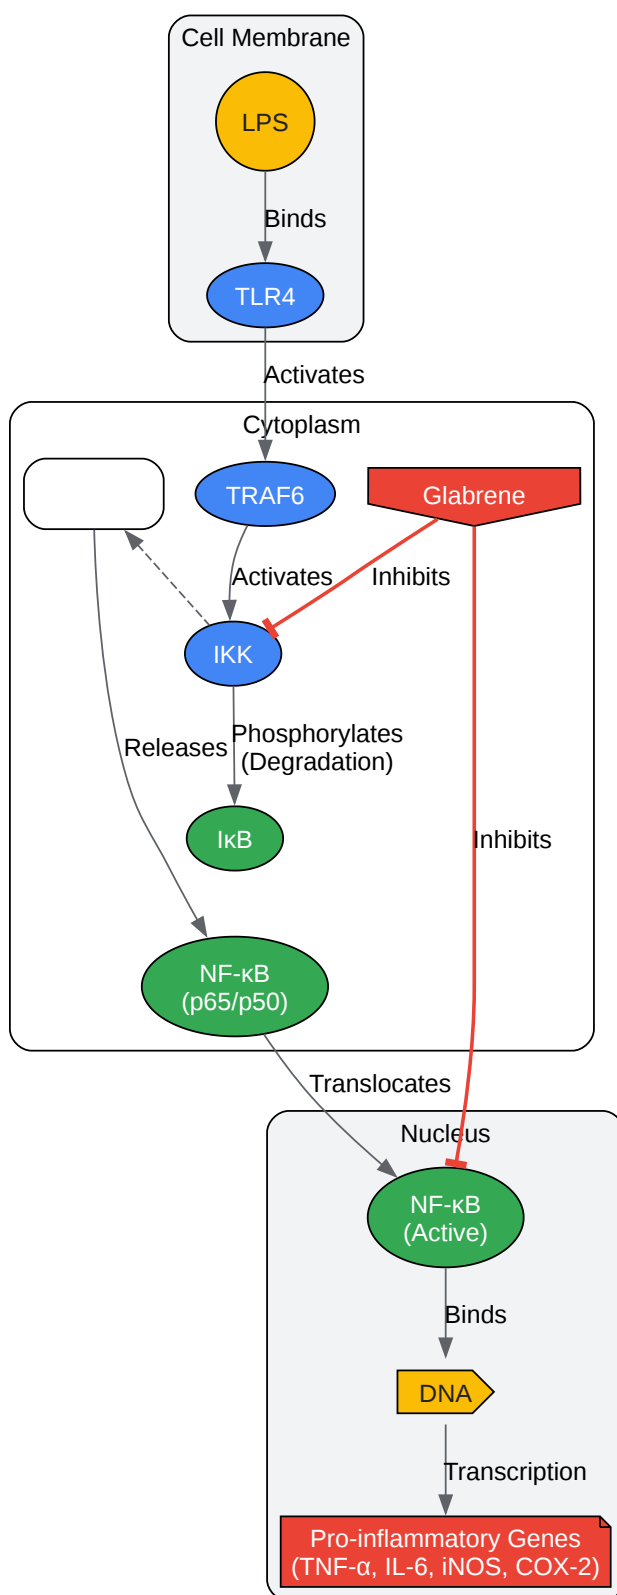 Cell Membrane
LPS
Binds
TLR4
Activates
Cytoplasm
TRAF6
Glabrene
Activates
Inhibits
IKK
Phosphorylates
(Degradation)
Releases
IκB
Inhibits
NF-κB
(p65/p50)
Translocates
Nucleus
NF-κB
(Active)
Binds
DNA
Transcription
Pro-inflammatory Genes
(TNF-α, IL-6, iNOS, COX-2)